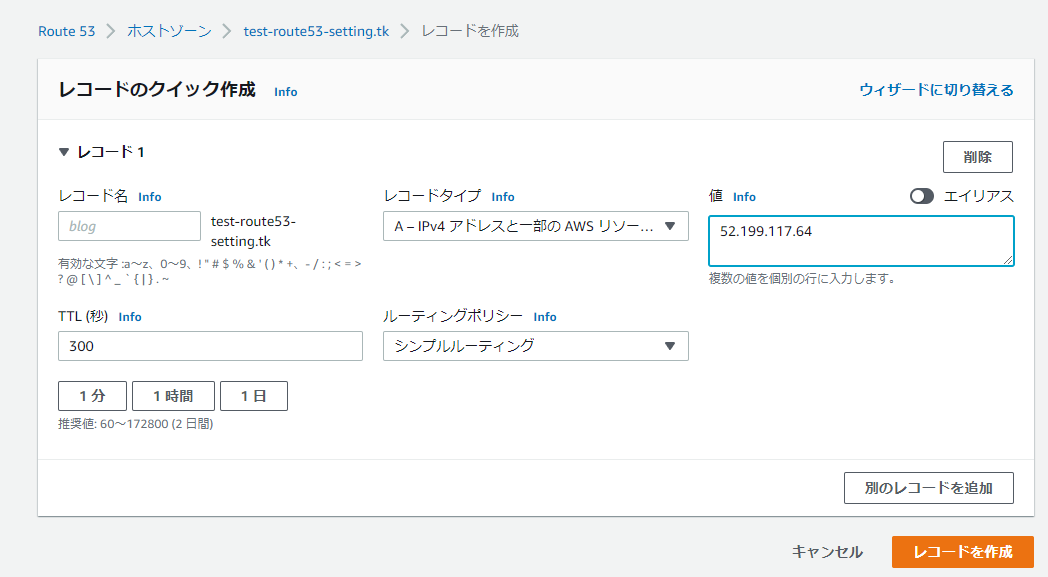 Route 53 > ホストゾーン > test-route53-setting.tk > レコードを作成
レコードのクイック作成 Info
ウィザードに切り替える
▼ レコード 1
削除
レコード名 Info
レコードタイプ Info
値 Info
エイリアス
blog
test-route53-
setting.tk
A – IPv4 アドレスと一部の AWS リソー...
52.199.117.64
有効な文字 :a〜z、0〜9、! " # $ % & ' ( ) * +、- / : ; < = >
? @ [ \ ] ^ _ ` { | } . ~
複数の値を個別の行に入力します。
TTL (秒) Info
ルーティングポリシー Info
300
シンプルルーティング
1 分
1 時間
1 日
推奨値: 60〜172800 (2 日間)
別のレコードを追加
キャンセル
レコードを作成